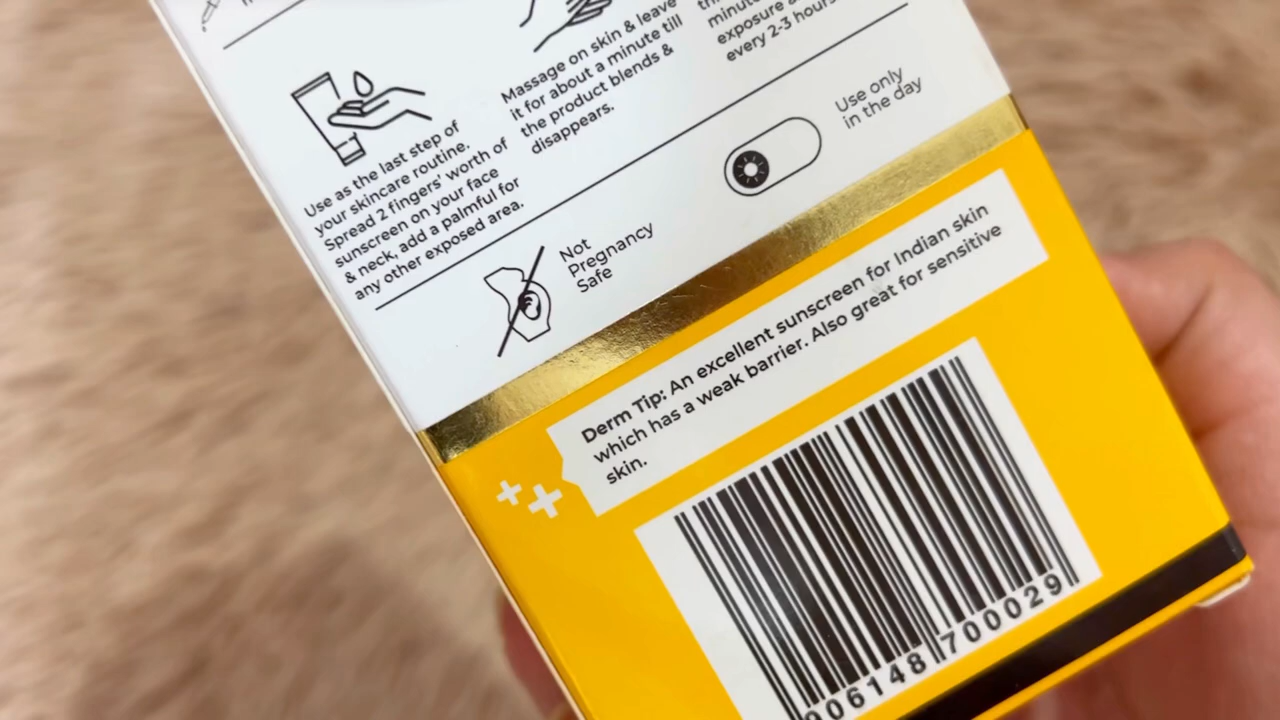 Massage on skin & leave
it for about a minute till
the product blends &
disappears.
minute
exposure
every 2-3 hours
Use as the last step of
your skincare routine.
Spread 2 fingers' worth of
sunscreen on your face
& neck, add a palmful for
any other exposed area.
Not
Pregnancy
Safe
Use only
in the day
Derm Tip: An excellent sunscreen for Indian skin
which has a weak barrier. Also great for sensitive
skin.
906148 700029